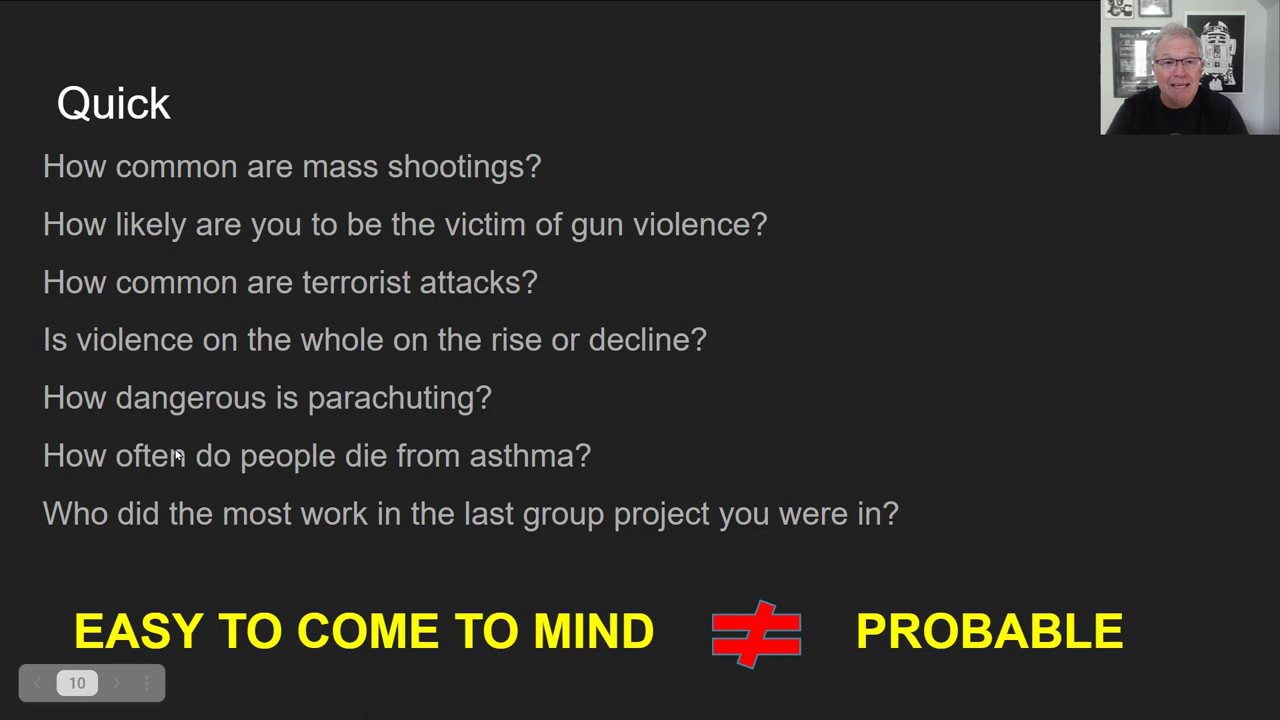 Quick
How common are mass shootings?
How likely are you to be the victim of gun violence?
How common are terrorist attacks?
Is violence on the whole on the rise or decline?
How dangerous is parachuting?
How often do people die from asthma?
Who did the most work in the last group project you were in?
EASY TO COME TO MIND ≠ PROBABLE
10